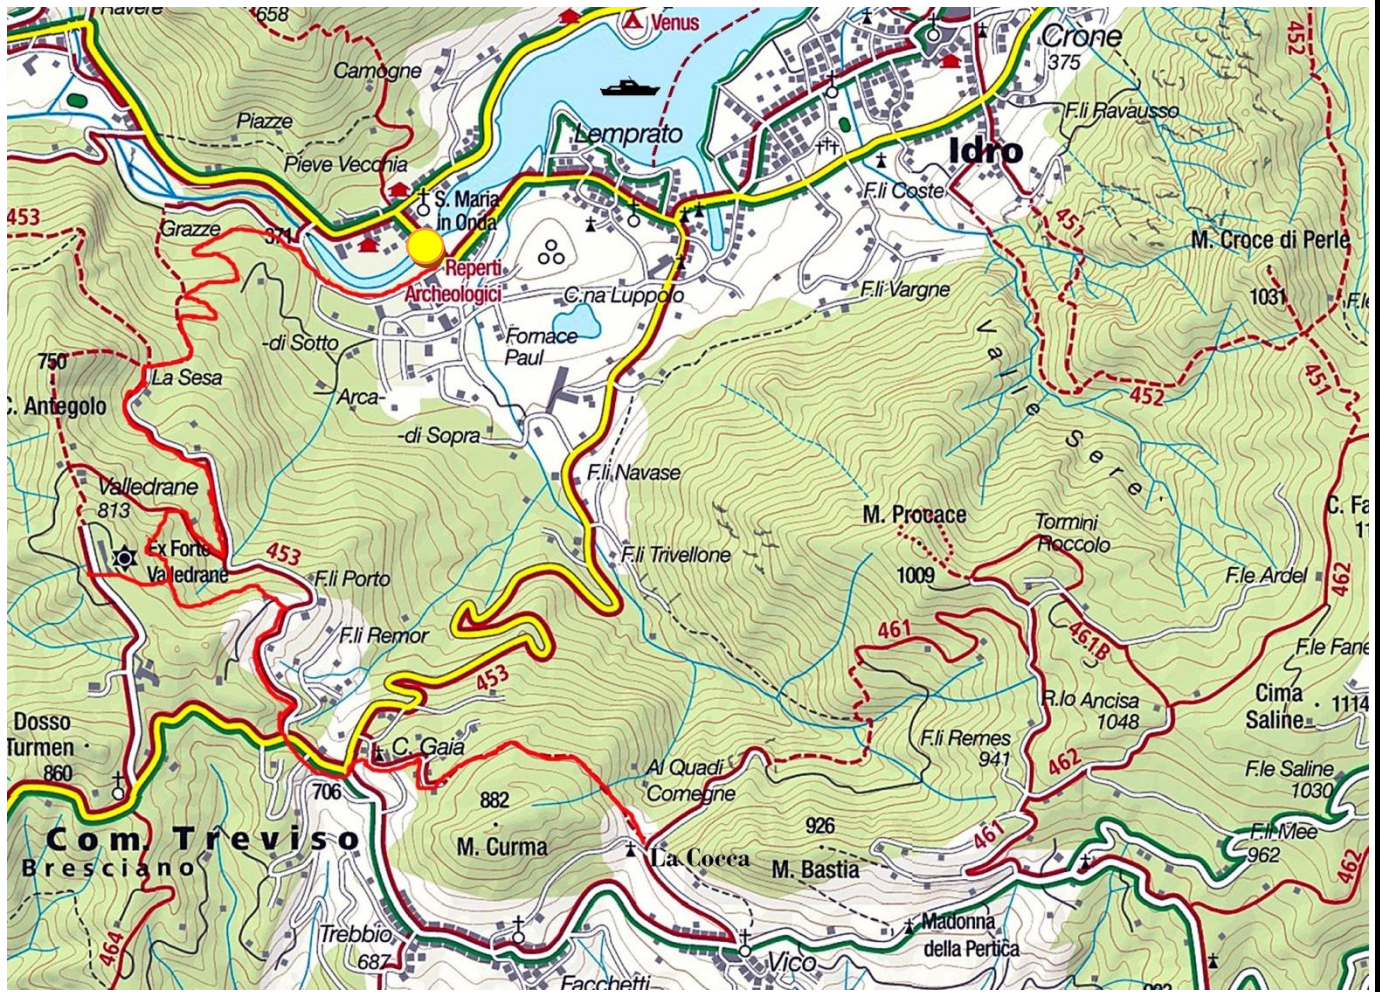 658
Venus
Crone
375
452
Camogne
F.li Ravausso
Piazze
Lemprato
Idro
Pieve Vecchia
S. Maria
in Onda
F.li Coste
453
Grazze
371
451
M. Croce di Perle
Reperti
Archeologici
C.na Luppolo
F.li Vargne
1031
-di Sotto
Fornace
Paul
Valle Sere
750
La Sesa
451
Arca-
452
C. Antegolo
-di Sopra
F.li Navase
Valledrane
813
M. Procace
Tormini
Roccolo
C. Fa
Ex Forte
Valledrane
453
F.li Porto
F.li Trivellone
1009
F.le Ardel
462
F.li Remor
461
461B
F.le Fane
453
R.lo Ancisa
1048
Cima
Saline
1114
Dosso
Turmen
860
C. Gaia
F.li Remes
941
462
F.le Saline
1030
706
882
Al Quadi
Comegne
926
461
F.li Mee
962
Com. Treviso
Bresciano
M. Curma
La Cocca
M. Bastia
462
464
Trebbio
687
Madonna
della Pertica
Vico
Facchetti